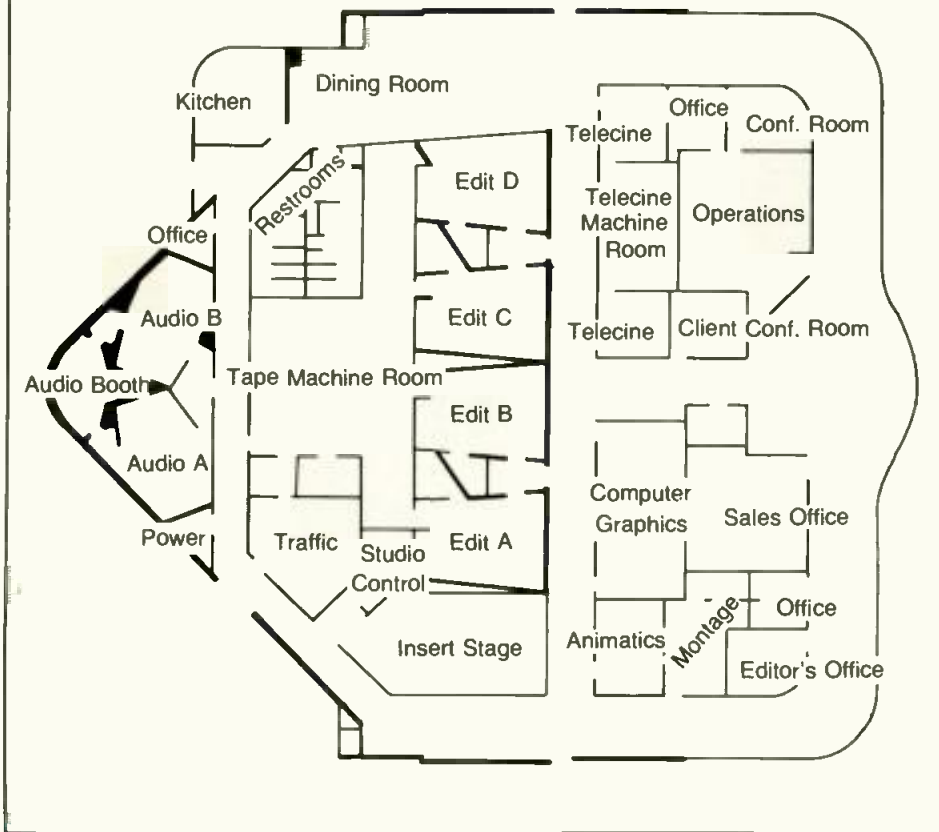 Dining Room
Kitchen
Office
Conf. Room
Telecine
Restrooms
Edit D
Telecine
Machine
Room
Operations
Office
Audio B
Edit C
Telecine
Client Conf. Room
Audio Booth
Tape Machine Room
Edit B
Audio A
Computer
Graphics
Sales Office
Power
Traffic
Studio
Control
Edit A
Insert Stage
Animatics
Montage
Office
Editor's Office